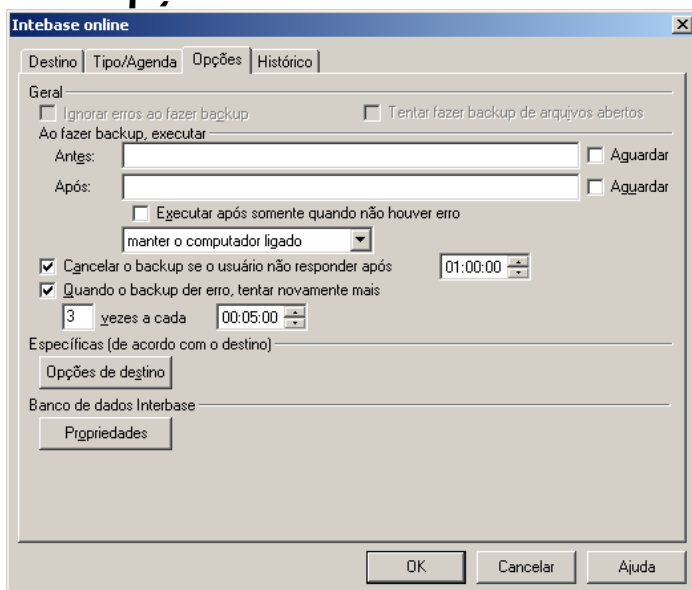 Intebase online
Destino Tipo/Agenda Opções Histórico
Geral
Ignorar erros ao fazer backup Tentar fazer backup de arquivos abertos
Ao fazer backup, executar
Antes: Aguardar
Após: Aguardar
Executar após somente quando não houver erro
manter o computador ligado
Cancelar o backup se o usuário não responder após 01:00:00
Quando o backup der erro, tentar novamente mais
3 vezes a cada 00:05:00
Específicas (de acordo com o destino)
Opções de destino
Banco de dados Interbase
Propriedades
OK Cancelar Ajuda